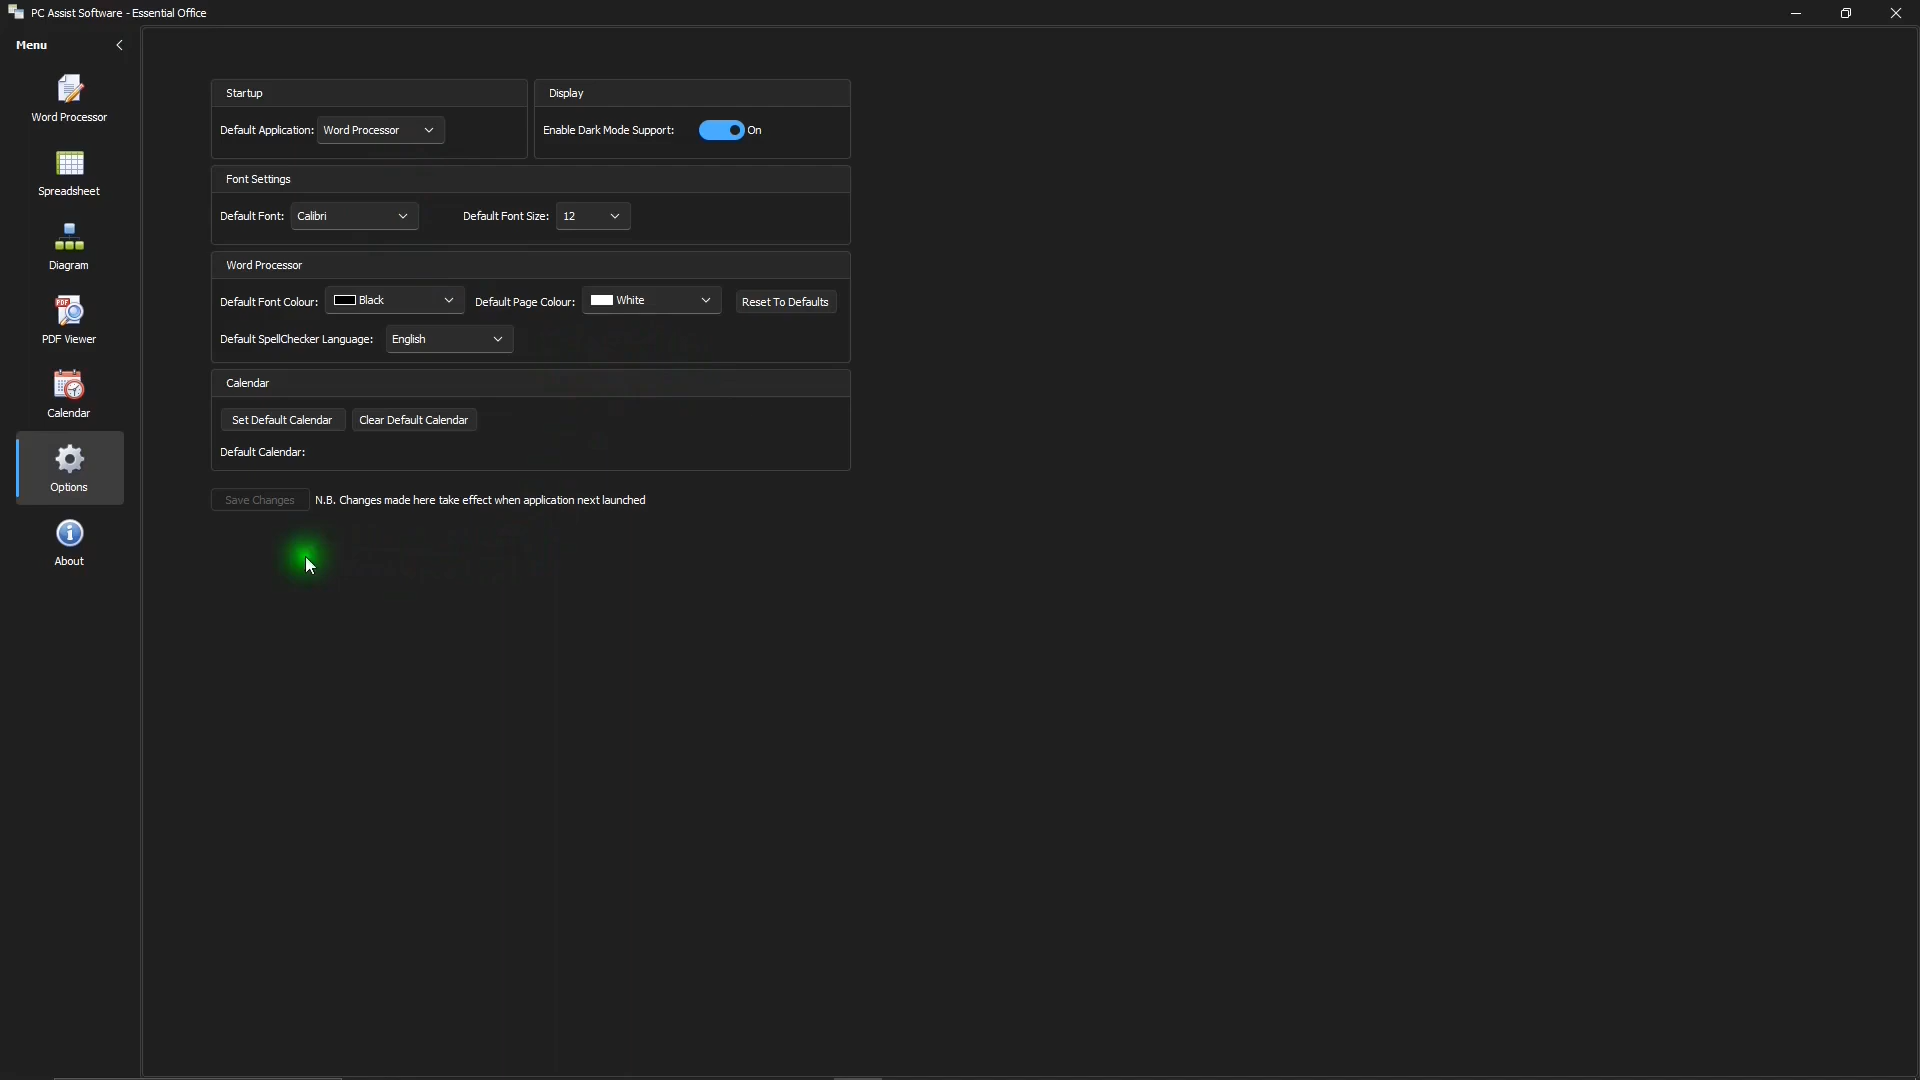 PC Assist Software - Essential Office
Menu
Word Processor
Spreadsheet
Diagram
PDF
PDF Viewer
Calendar
Options
About
Startup
Default Application: Word Processor
Display
Enable Dark Mode Support: On
Font Settings
Default Font: Calibri Default Font Size: 12
Word Processor
Default Font Colour: Black Default Page Colour: White Reset To Defaults
Default SpellChecker Language: English
Calendar
Set Default Calendar Clear Default Calendar
Default Calendar:
Save Changes N.B. Changes made here take effect when application next launched